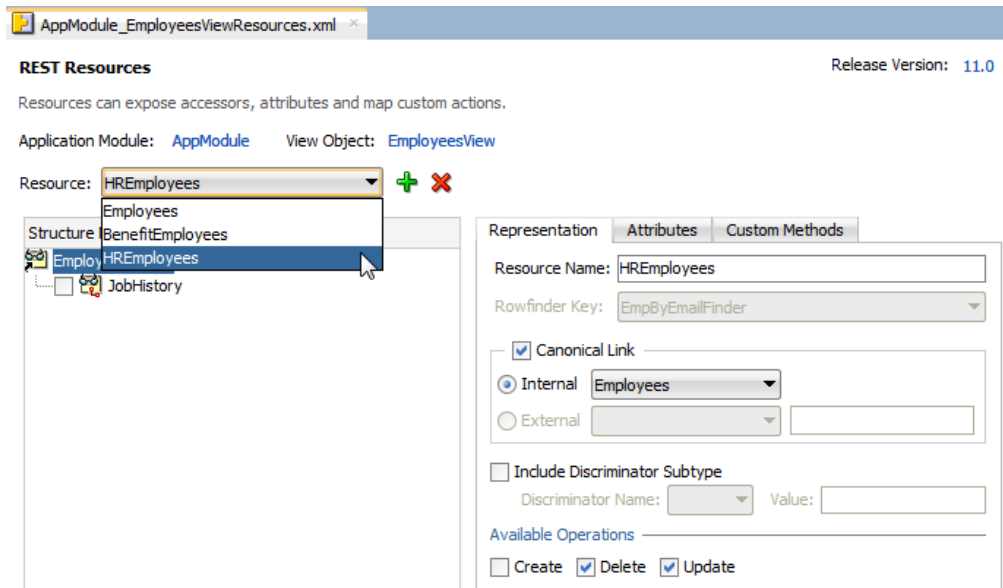 AppModule_EmployeesViewResources.xml
REST Resources
Release Version: 11.0
Resources can expose accessors, attributes and map custom actions.
Application Module: AppModule View Object: EmployeesView
Resource: HREmployees
Employees
BenefitEmployees
HREmployees
Structure
Employ
JobHistory
Representation Attributes Custom Methods
Resource Name: HREmployees
Rowfinder Key: EmpByEmailFinder
Canonical Link
Internal Employees
External
Include Discriminator Subtype
Discriminator Name: Value:
Available Operations
Create Delete Update